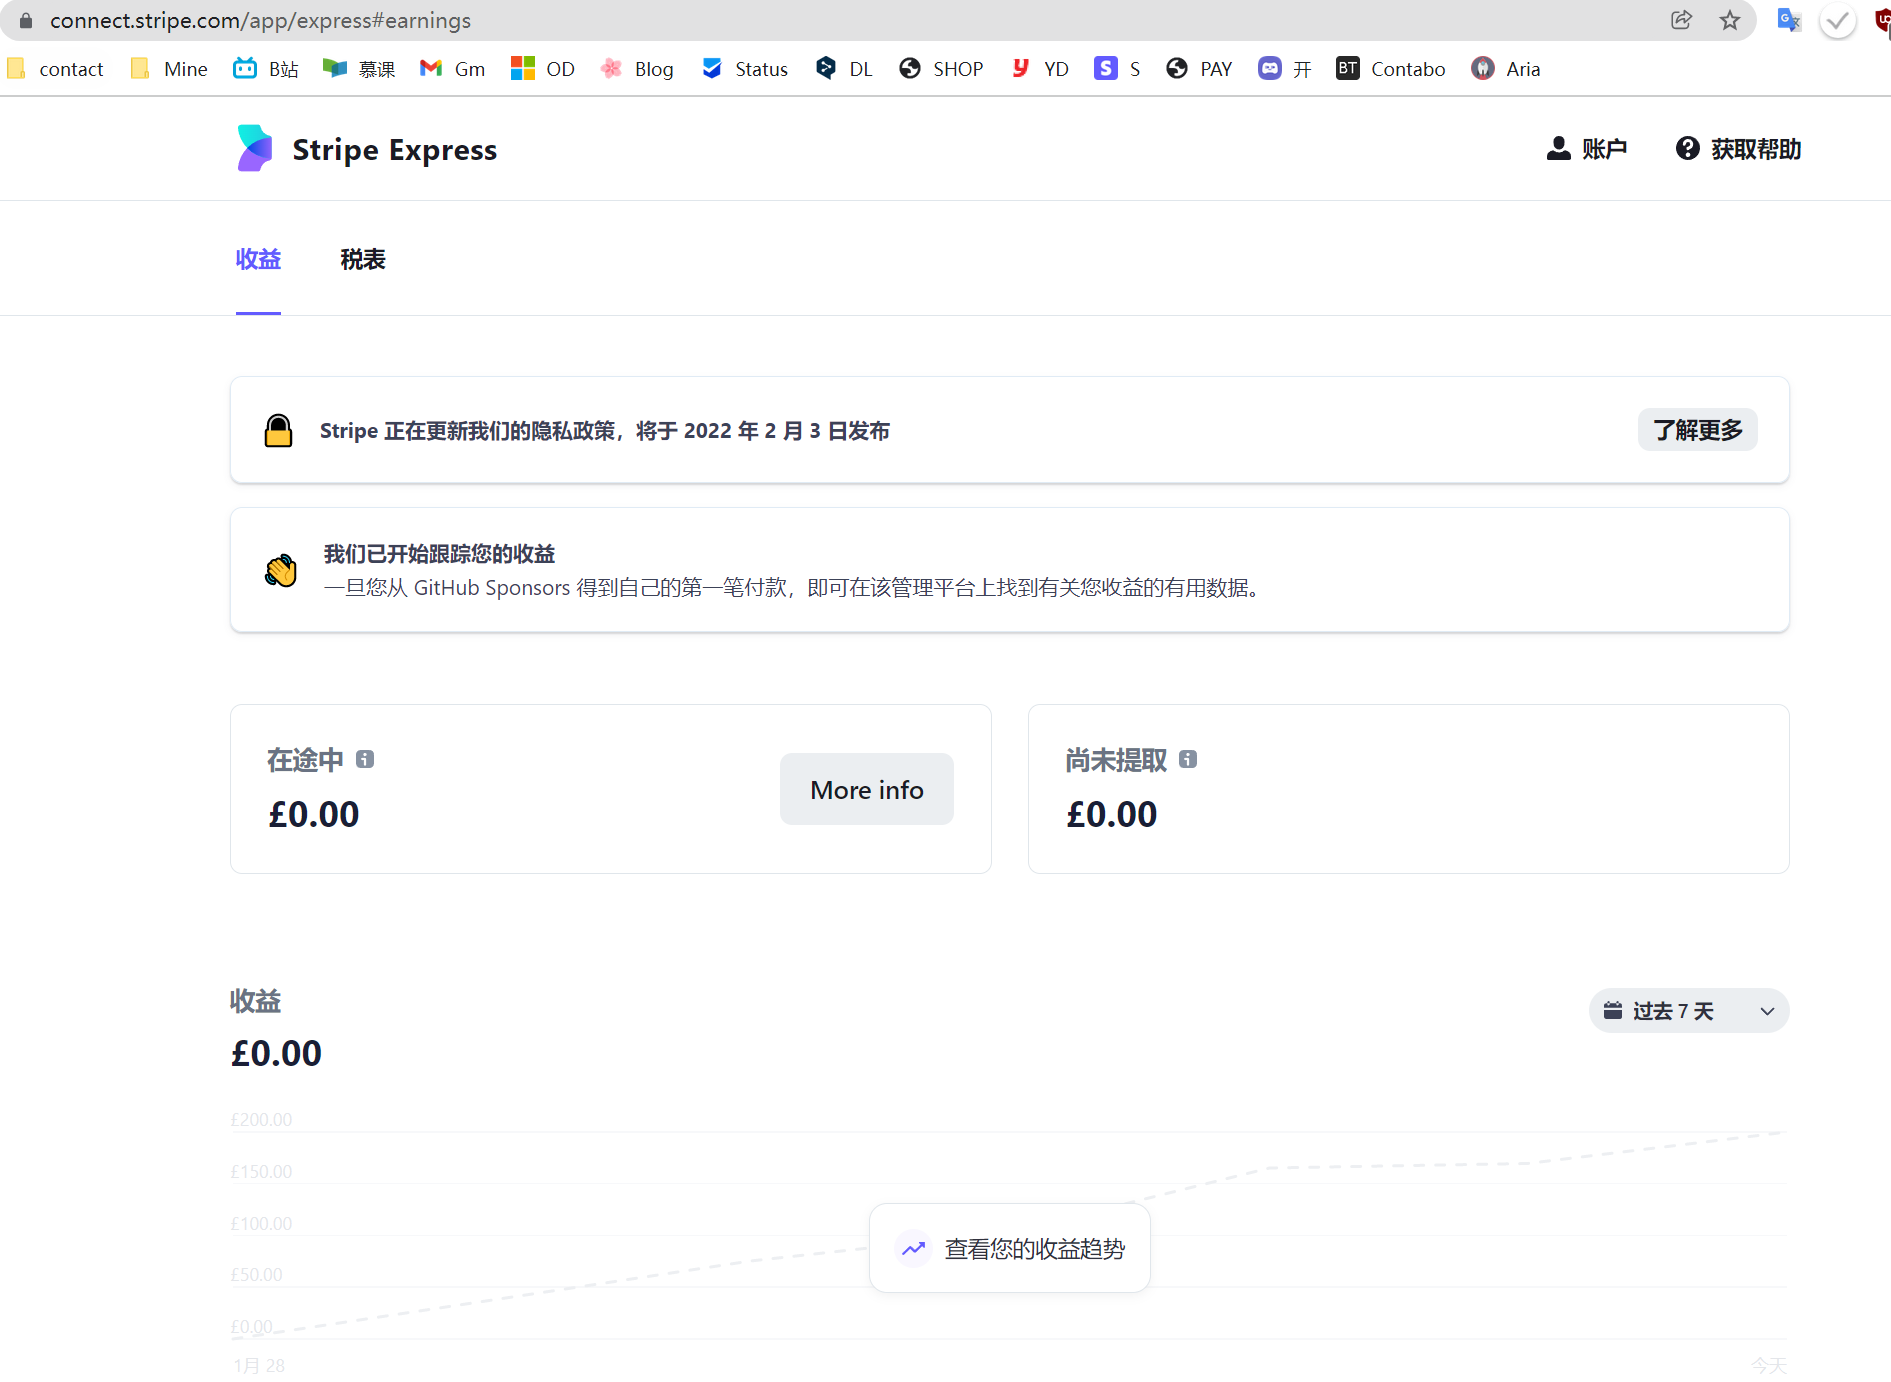 connect.stripe.com/app/express#earnings
contact Mine B站 慕课 Gm OD Blog Status DL SHOP YD S PAY 开 BT Contabo Aria
Stripe Express 账户 获取帮助
收益 税表
Stripe 正在更新我们的隐私政策，将于 2022 年 2 月 3 日发布 了解更多
我们已开始跟踪您的收益
一旦您从 GitHub Sponsors 得到自己的第一笔付款，即可在该管理平台上找到有关您收益的有用数据。
在途中 More info 尚未提取
£0.00 £0.00
收益 过去 7 天
£0.00
£200.00
£150.00
£100.00
查看您的收益趋势
£50.00
£0.00
1月 28 今天